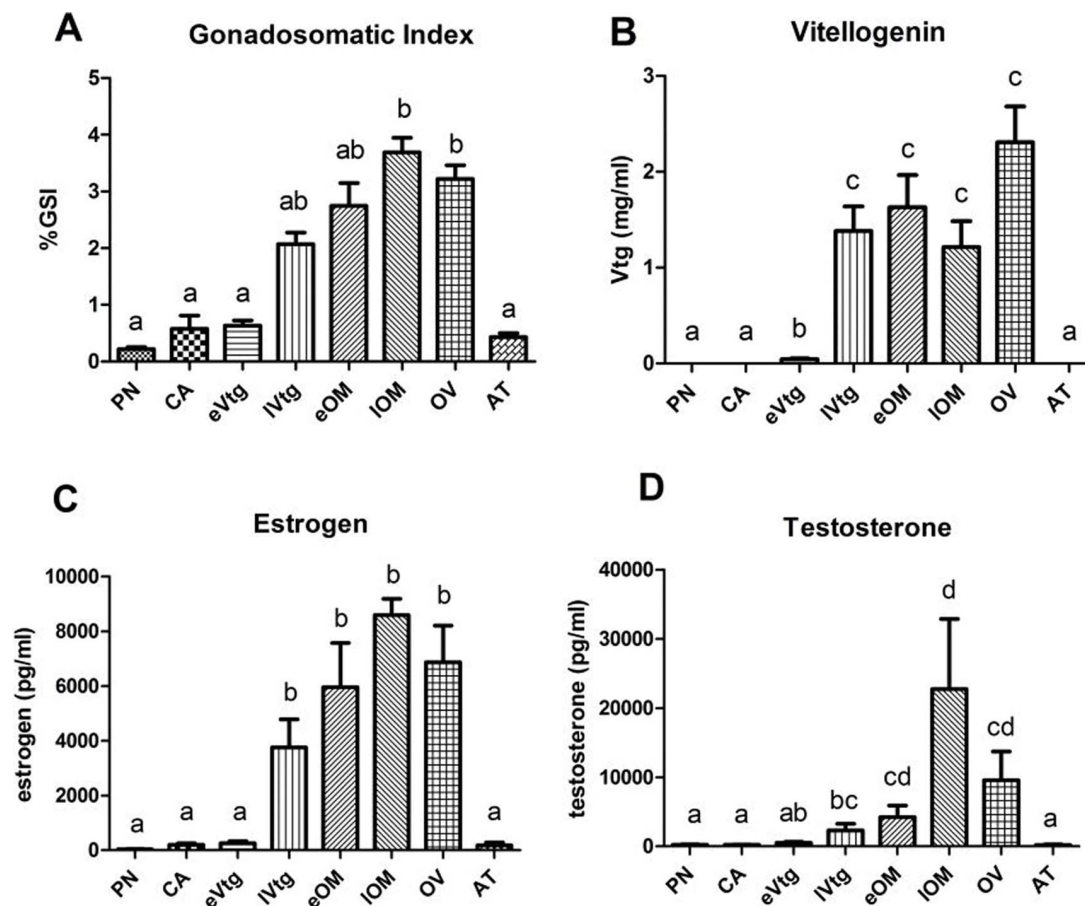 A
Gonadosomatic Index
5
4
3
2
1
0
%GSI
a
a
a
ab
ab
b
b
a
PN
CA
eVtg
lVtg
eOM
lOM
OV
AT
B
Vitellogenin
3
2
1
0
Vtg (mg/ml)
a
a
b
c
c
c
c
a
PN
CA
eVtg
lVtg
eOM
lOM
OV
AT
C
Estrogen
10000
8000
6000
4000
2000
0
estrogen (pg/ml)
a
a
a
b
b
b
b
a
PN
CA
eVtg
lVtg
eOM
lOM
OV
AT
D
Testosterone
40000
30000
20000
10000
0
testosterone (pg/ml)
a
a
ab
bc
cd
d
cd
a
PN
CA
eVtg
lVtg
eOM
lOM
OV
AT